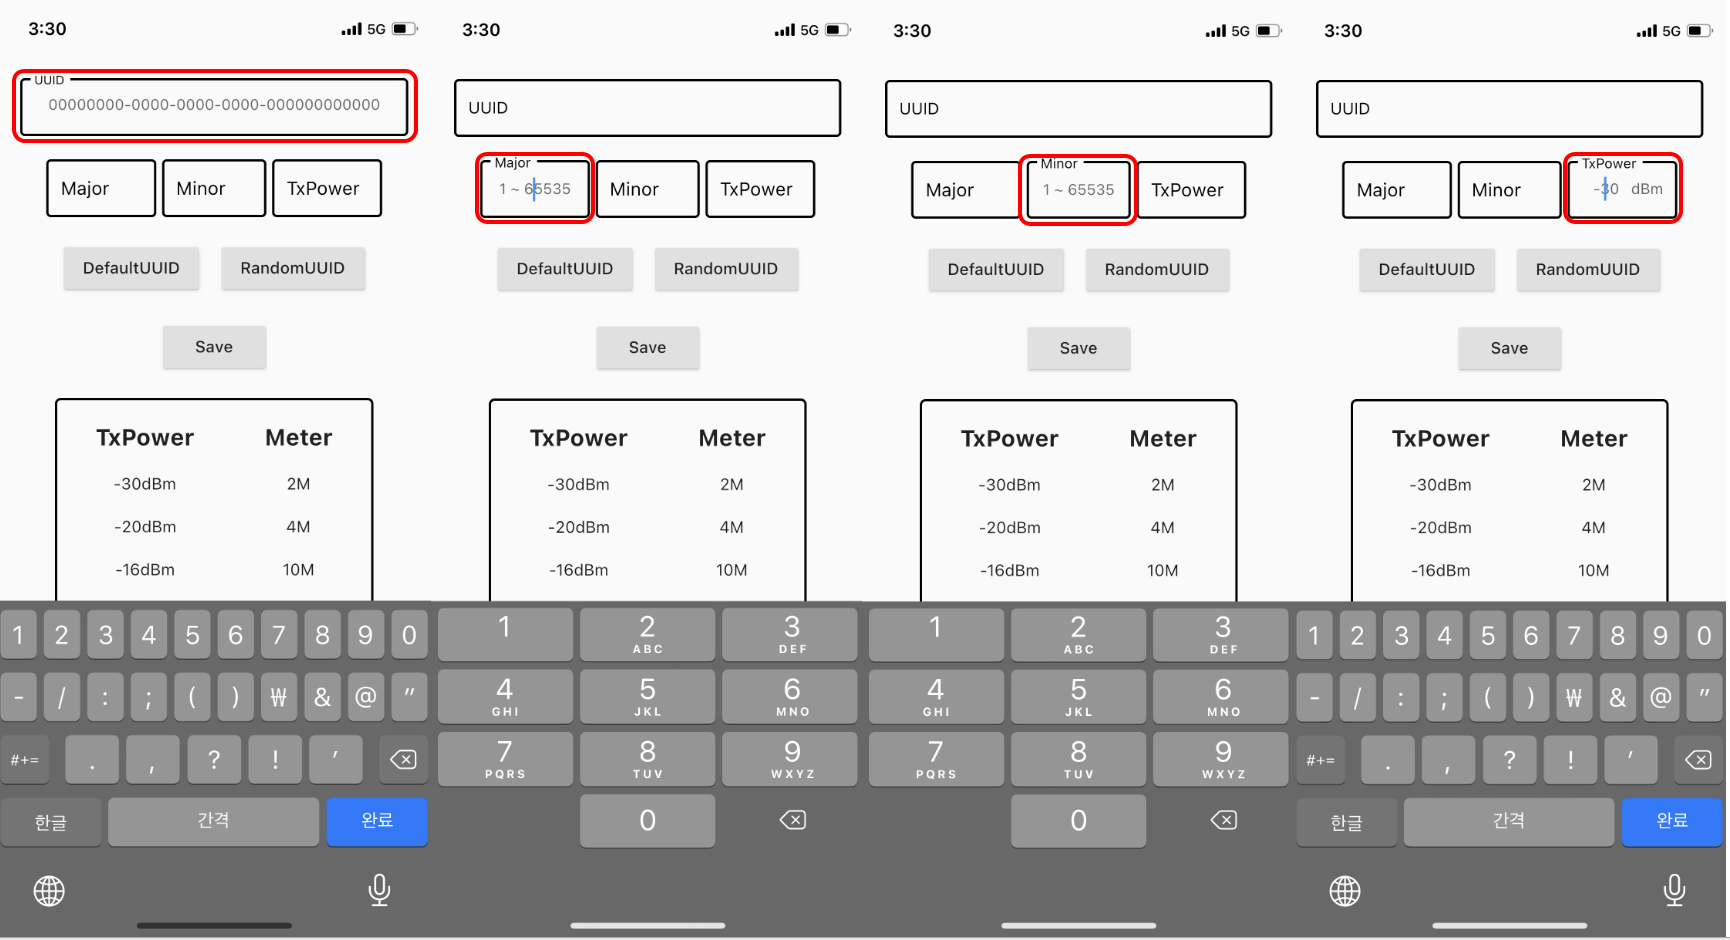 3:30 5G
UUID
00000000-0000-0000-0000-000000000000
Major Minor TxPower
DefaultUUID RandomUUID
Save
TxPower Meter
-30dBm 2M
-20dBm 4M
-16dBm 10M
1 2 3 4 5 6 7 8 9 0
- / : ; ( ) ₩ & @ "
#+= . , ? ! '
한글 간격 완료
3:30 5G
UUID
Major
1 ~ 65535 Minor TxPower
DefaultUUID RandomUUID
Save
TxPower Meter
-30dBm 2M
-20dBm 4M
-16dBm 10M
1 2 3
ABC DEF
4 5 6
GHI JKL MNO
7 8 9
PQRS TUV WXYZ
0
3:30 5G
UUID
Minor
Major 1 ~ 65535 TxPower
DefaultUUID RandomUUID
Save
TxPower Meter
-30dBm 2M
-20dBm 4M
-16dBm 10M
1 2 3
ABC DEF
4 5 6
GHI JKL MNO
7 8 9
PQRS TUV WXYZ
0
3:30 5G
UUID
TxPower
Major Minor -30 dBm
DefaultUUID RandomUUID
Save
TxPower Meter
-30dBm 2M
-20dBm 4M
-16dBm 10M
1 2 3 4 5 6 7 8 9 0
- / : ; ( ) ₩ & @ "
#+= . , ? ! '
한글 간격 완료